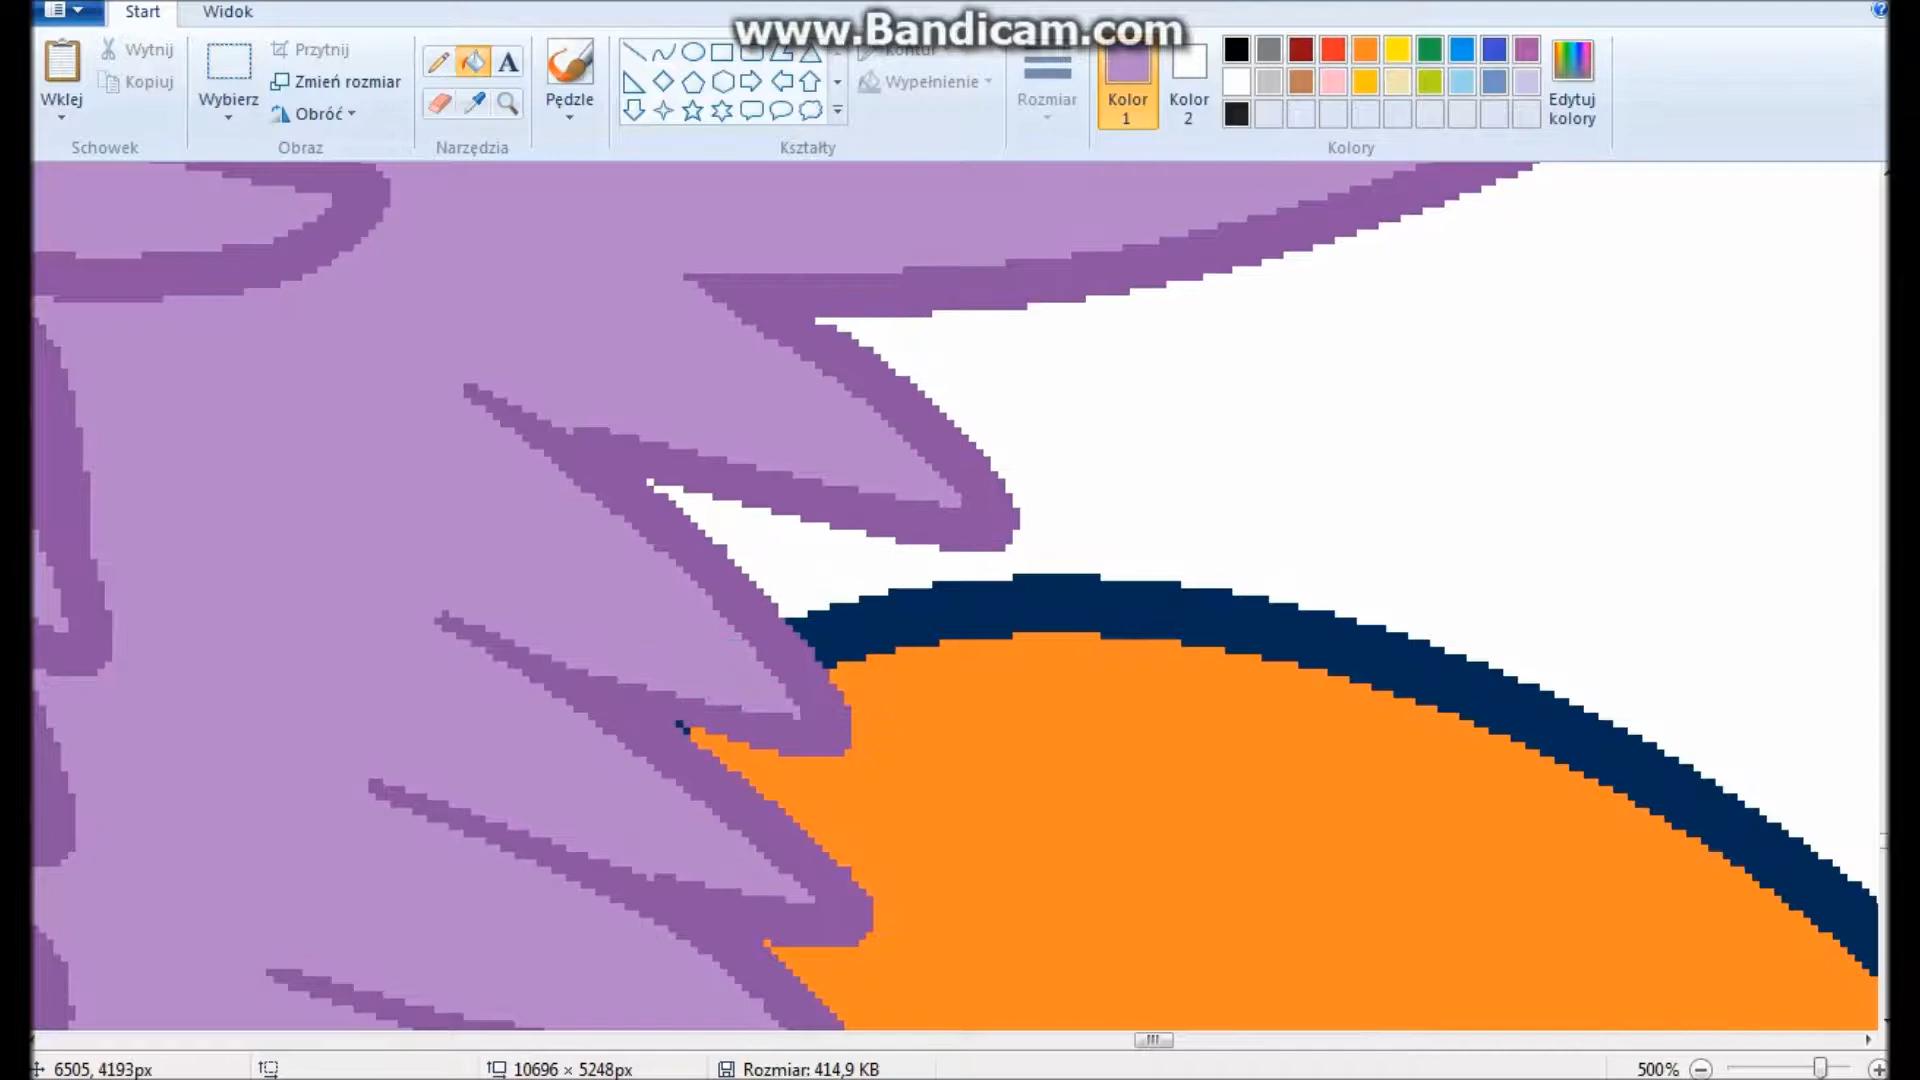 Start Widok
www.Bandicam.com
Wytnij Przytnij Kontur
Kopiuj Zmień rozmiar Wypełnienie
Wklej Wybierz Obróć Pędzle Rozmiar Kolor 1 Kolor 2 Edytuj kolory
Schowek Obraz Narzędzia Kształty Kolory
6505, 4193px 10696 × 5248px Rozmiar: 414,9 KB 500%